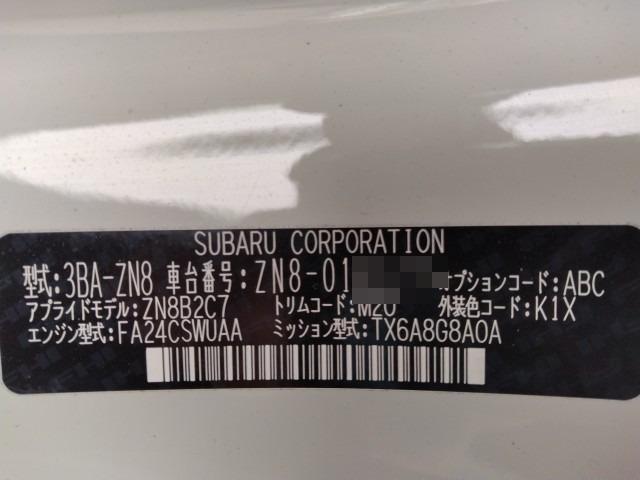 SUBARU CORPORATION
型式:3BA-ZN8 車台番号:ZN8-01 オプションコード:ABC
アプライドモデル:ZN8B2C7 トリムコード:M20 外装色コード:K1X
エンジン型式:FA24CSWUAA ミッション型式:TX6A8G8A0A